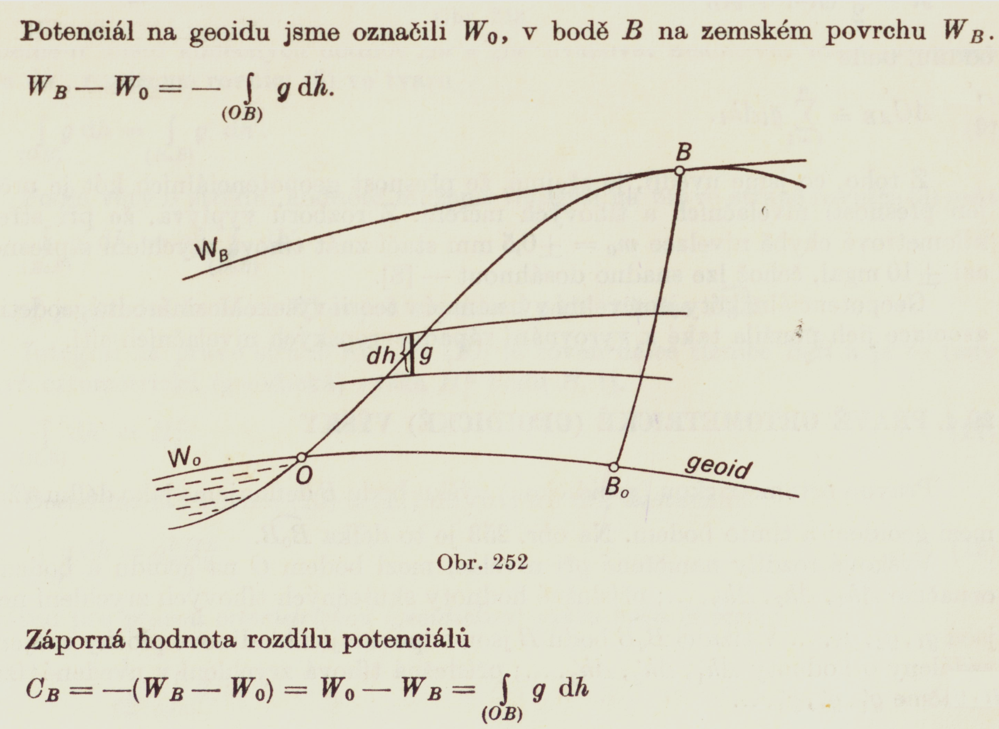 Potenciál na geoidu jsme označili W₀, v bodě B na zemském povrchu W_B.
W_B — W₀ = — ∫ g dh.
(OB)
B
W_B
dh { g
W₀
O
geoid
B₀
Obr. 252
Záporná hodnota rozdílu potenciálů
C_B = —(W_B — W₀) = W₀ — W_B = ∫ g dh
(OB)